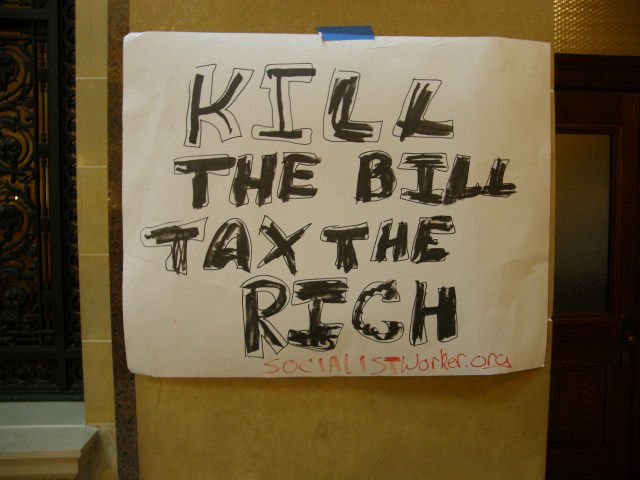 KILL
THE BILL
TAX THE
RICH
SOCIALISTWorker.org